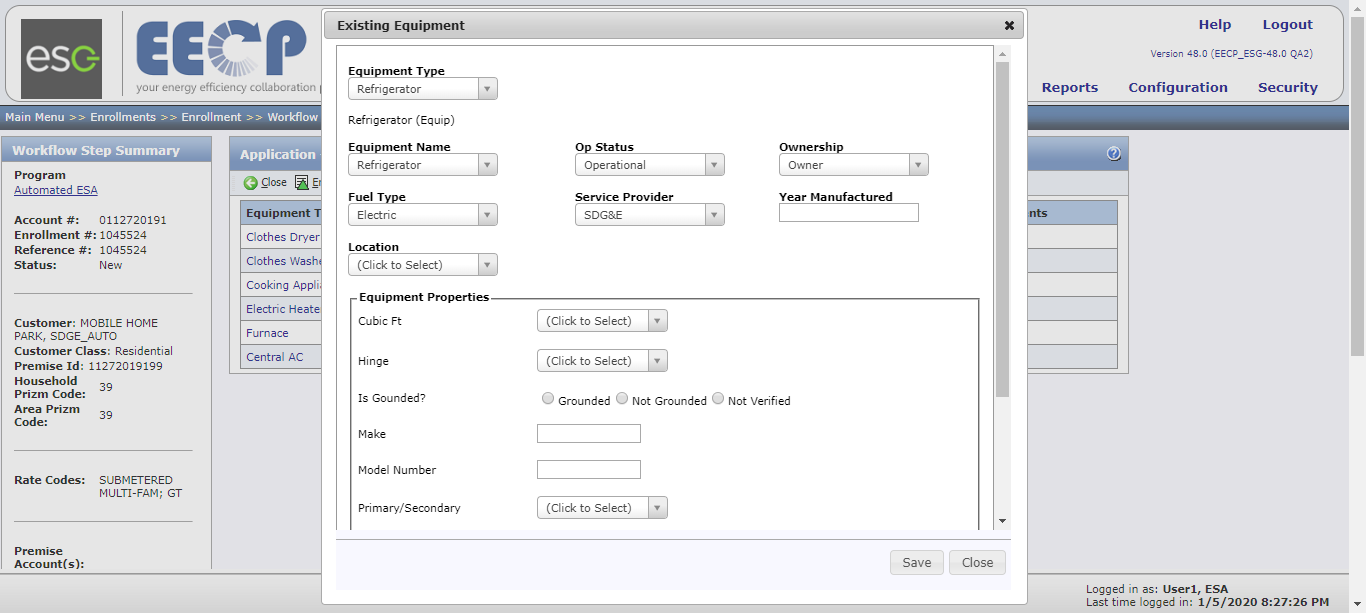 esg
EECP
your energy efficiency collaboration
Help Logout
Version 48.0 (EECP_ESG-48.0 QA2)
Reports Configuration Security
Main Menu >> Enrollments >> Enrollment >> Workflow
Workflow Step Summary
Program
Automated ESA
Account #: 0112720191
Enrollment #: 1045524
Reference #: 1045524
Status: New
Customer: MOBILE HOME
PARK, SDGE_AUTO
Customer Class: Residential
Premise Id: 11272019199
Household
Prizm Code: 39
Area Prizm
Code: 39
Rate Codes: SUBMETERED
MULTI-FAM; GT
Premise
Account(s):
Application
Close
Equipment T
Clothes Dryer
Clothes Washe
Cooking Applia
Electric Heate
Furnace
Central AC
nts
Existing Equipment
Equipment Type
Refrigerator
Refrigerator (Equip)
Equipment Name Op Status Ownership
Refrigerator Operational Owner
Fuel Type Service Provider Year Manufactured
Electric SDG&E
Location
(Click to Select)
Equipment Properties
Cubic Ft (Click to Select)
Hinge (Click to Select)
Is Gounded? Grounded Not Grounded Not Verified
Make
Model Number
Primary/Secondary (Click to Select)
Save Close
Logged in as: User1, ESA
Last time logged in: 1/5/2020 8:27:26 PM